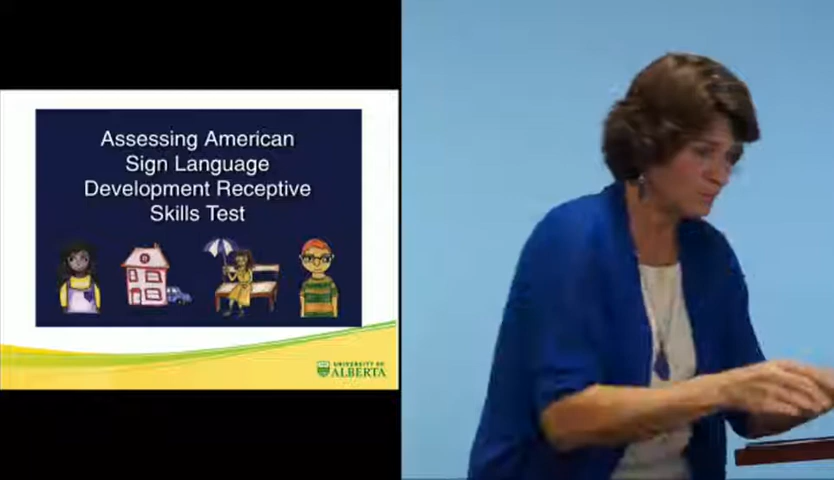 Assessing American
Sign Language
Development Receptive
Skills Test
UNIVERSITY OF
ALBERTA